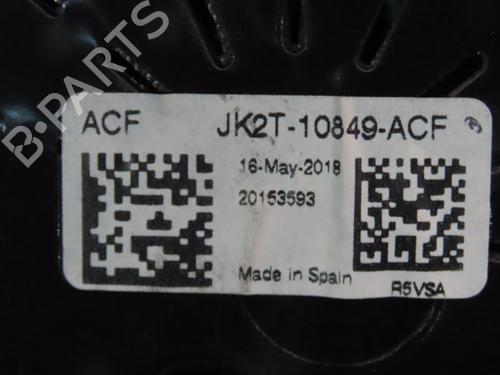 B-PARTS
ACF JK2T-10849-ACF
16-May-2018
20153593
Made in Spain
R5VSA